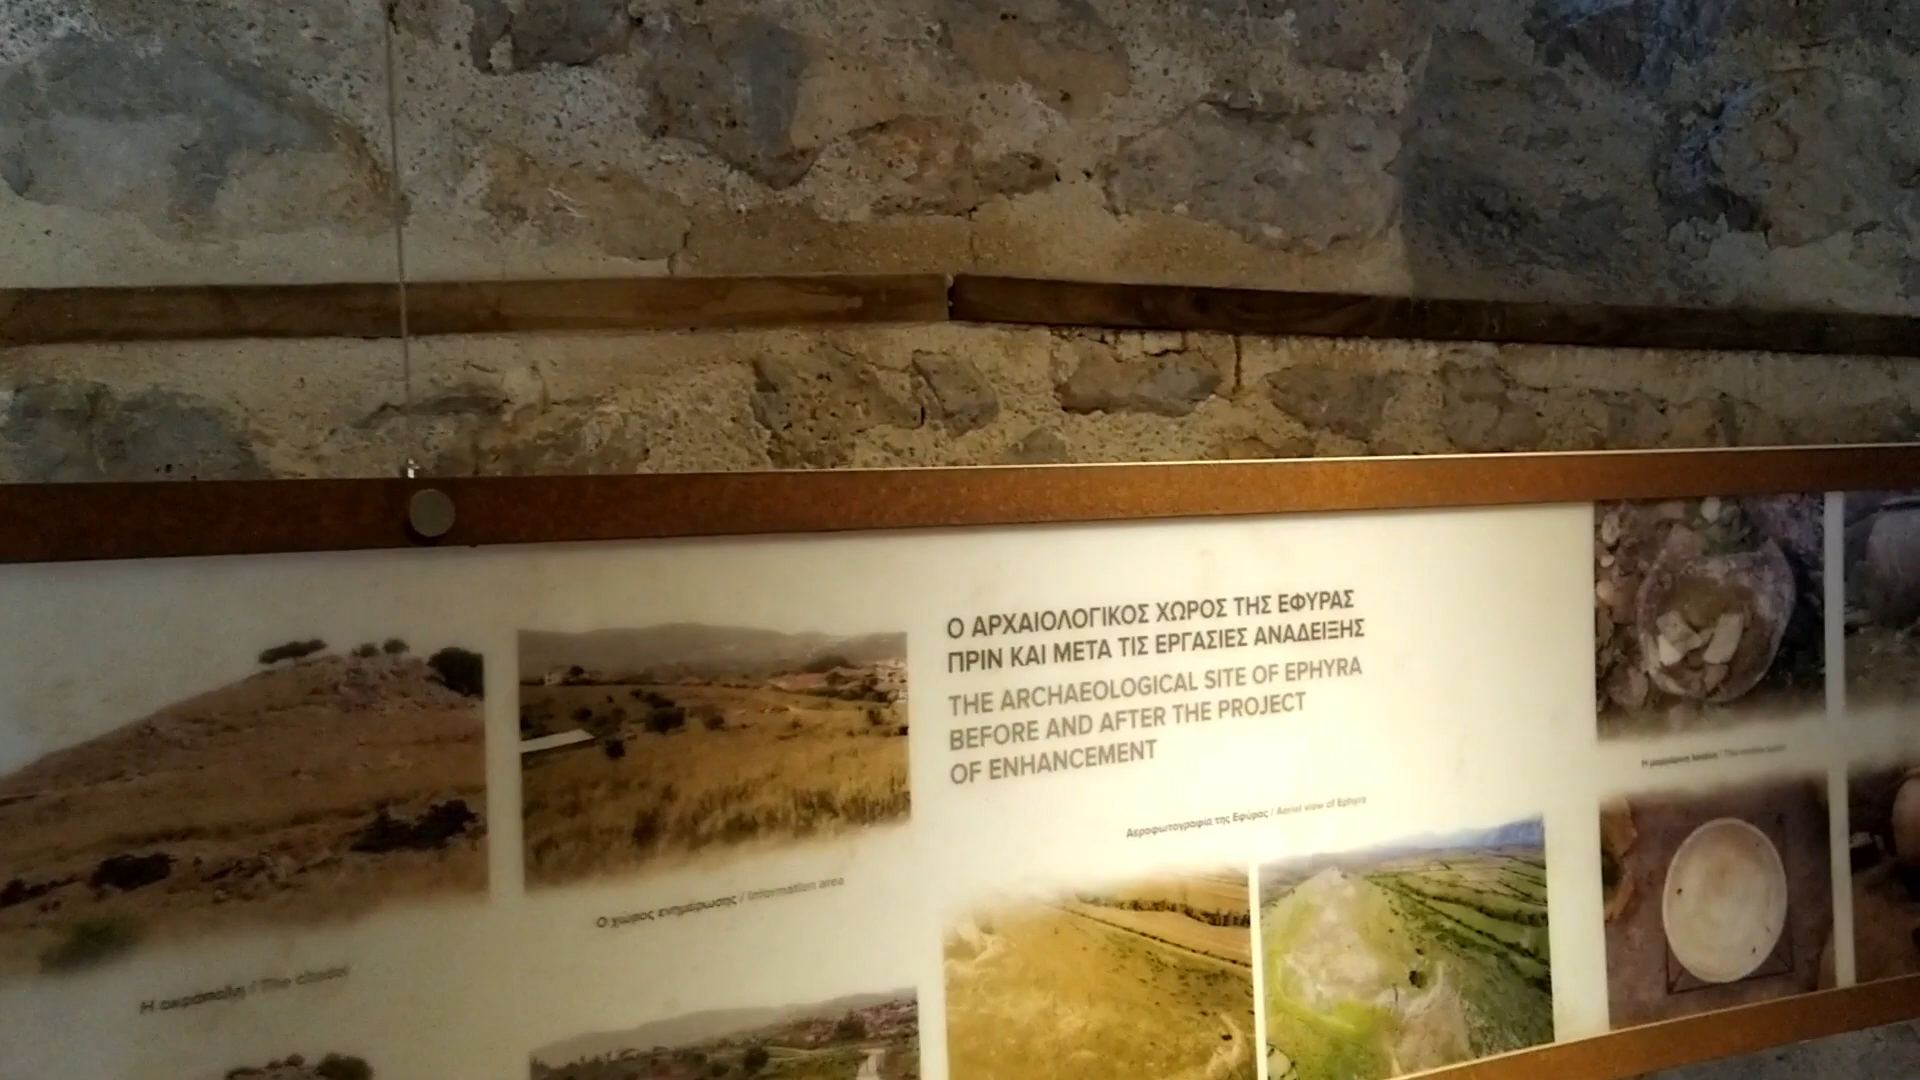 Ο ΑΡΧΑΙΟΛΟΓΙΚΟΣ ΧΩΡΟΣ ΤΗΣ ΕΦΥΡΑΣ
ΠΡΙΝ ΚΑΙ ΜΕΤΑ ΤΙΣ ΕΡΓΑΣΙΕΣ ΑΝΑΔΕΙΞΗΣ
THE ARCHAEOLOGICAL SITE OF EPHYRA
BEFORE AND AFTER THE PROJECT
OF ENHANCEMENT
Αεροφωτογραφία της Εφύρας / Aerial view of Ephyra
Ο χώρος ενημέρωσης / Information area
Η ακρόπολη / The citadel